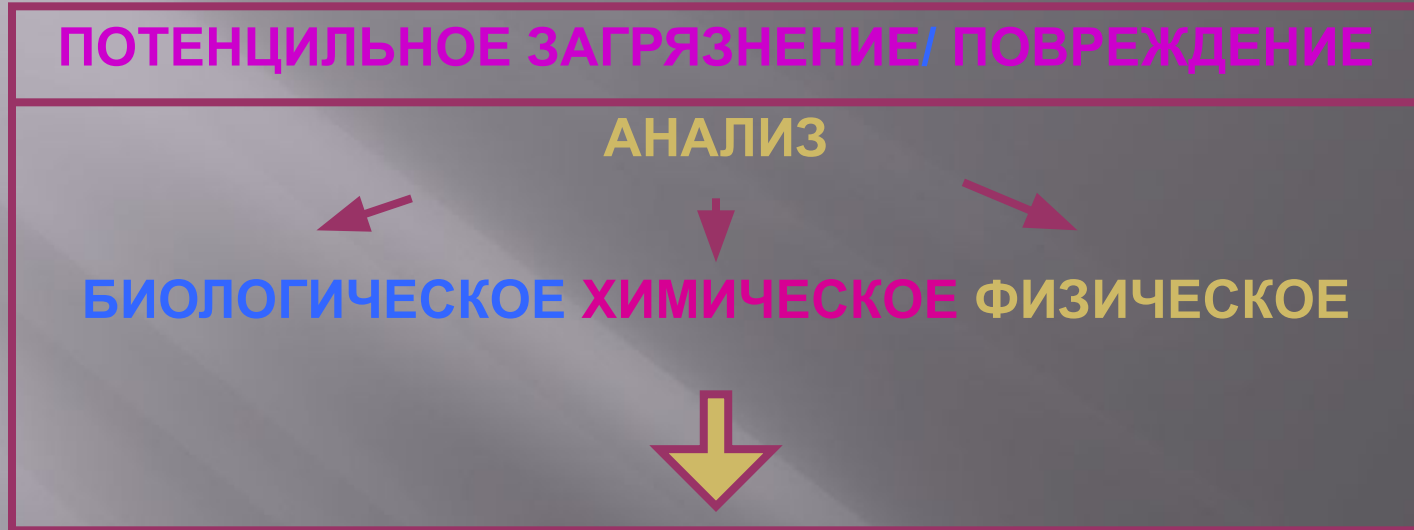 ПОТЕНЦИЛЬНОЕ ЗАГРЯЗНЕНИЕ/ ПОВРЕЖДЕНИЕ
АНАЛИЗ
БИОЛОГИЧЕСКОЕ ХИМИЧЕСКОЕ ФИЗИЧЕСКОЕ